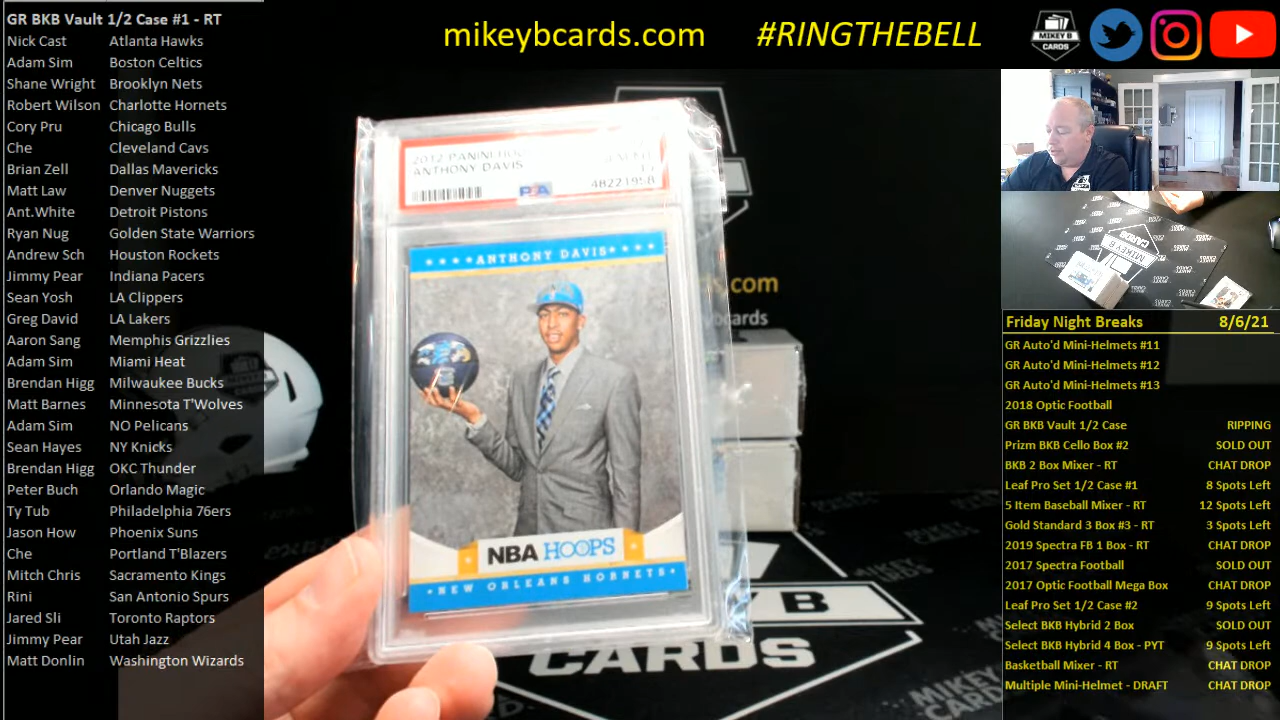 GR BKB Vault 1/2 Case #1 - RT
Nick Cast Atlanta Hawks
Adam Sim Boston Celtics
Shane Wright Brooklyn Nets
Robert Wilson Charlotte Hornets
Cory Pru Chicago Bulls
Che Cleveland Cavs
Brian Zell Dallas Mavericks
Matt Law Denver Nuggets
Ant.White Detroit Pistons
Ryan Nug Golden State Warriors
Andrew Sch Houston Rockets
Jimmy Pear Indiana Pacers
Sean Yosh LA Clippers
Greg David LA Lakers
Aaron Sang Memphis Grizzlies
Adam Sim Miami Heat
Brendan Higg Milwaukee Bucks
Matt Barnes Minnesota T'Wolves
Adam Sim NO Pelicans
Sean Hayes NY Knicks
Brendan Higg OKC Thunder
Peter Buch Orlando Magic
Ty Tub Philadelphia 76ers
Jason How Phoenix Suns
Che Portland T'Blazers
Mitch Chris Sacramento Kings
Rini San Antonio Spurs
Jared Sli Toronto Raptors
Jimmy Pear Utah Jazz
Matt Donlin Washington Wizards
mikeybcards.com #RINGTHEBELL
MIKEY B
CARDS
2012 PANINI
ANTHONY DAVIS
48221958
PSA
ANTHONY DAVIS
NBA HOOPS
NEW ORLEANS HORNETS
s.com
cards
B
CARDS
MIKEY B
CARDS
Friday Night Breaks 8/6/21
GR Auto'd Mini-Helmets #11
GR Auto'd Mini-Helmets #12
GR Auto'd Mini-Helmets #13
2018 Optic Football
GR BKB Vault 1/2 Case RIPPING
Prizm BKB Cello Box #2 SOLD OUT
BKB 2 Box Mixer - RT CHAT DROP
Leaf Pro Set 1/2 Case #1 8 Spots Left
5 Item Baseball Mixer - RT 12 Spots Left
Gold Standard 3 Box #3 - RT 3 Spots Left
2019 Spectra FB 1 Box - RT CHAT DROP
2017 Spectra Football SOLD OUT
2017 Optic Football Mega Box CHAT DROP
Leaf Pro Set 1/2 Case #2 9 Spots Left
Select BKB Hybrid 2 Box SOLD OUT
Select BKB Hybrid 4 Box - PYT 9 Spots Left
Basketball Mixer - RT CHAT DROP
Multiple Mini-Helmet - DRAFT CHAT DROP